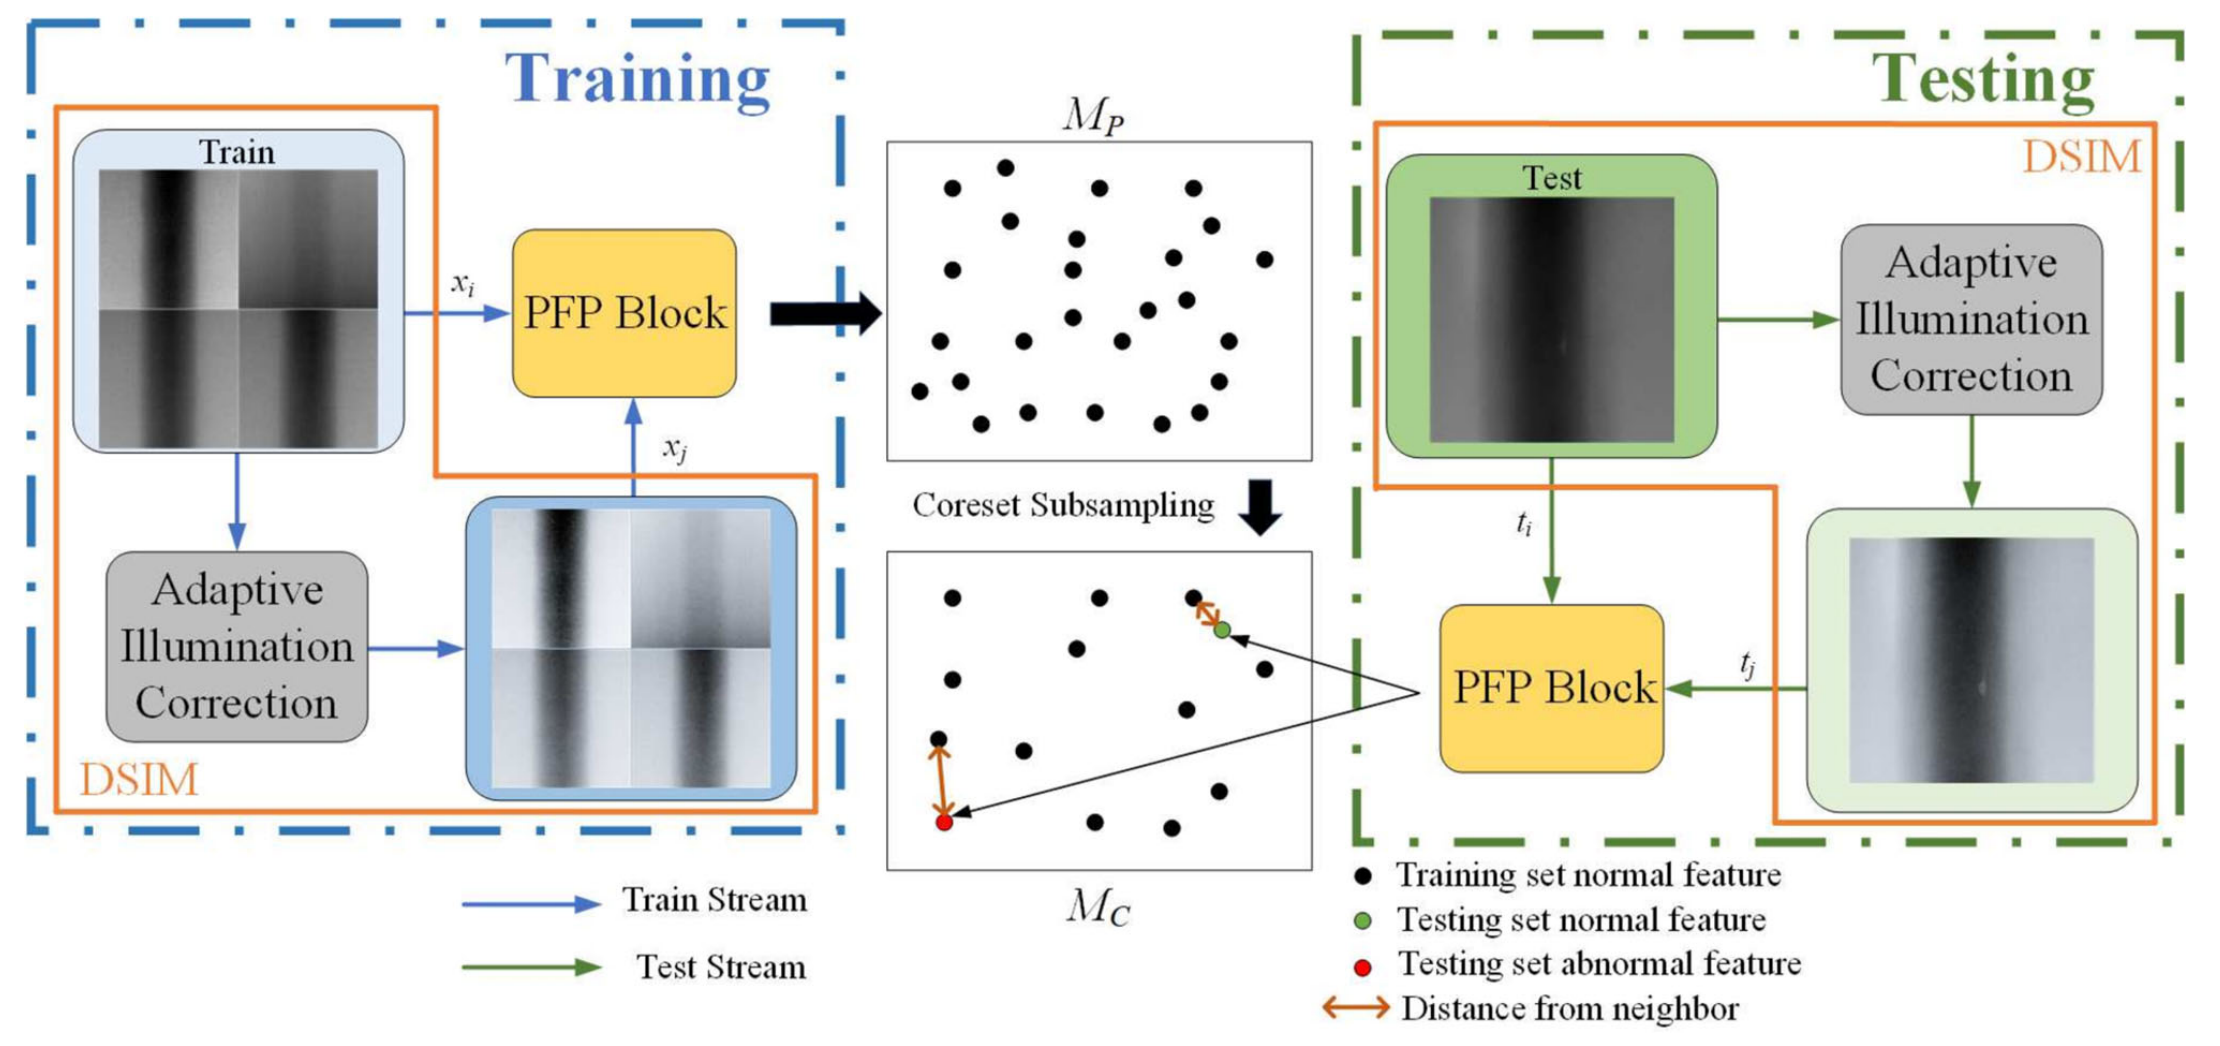 Training
Train
x_i
PFP Block
x_j
Adaptive
Illumination
Correction
DSIM
M_P
Coreset Subsampling
M_C
Testing
DSIM
Test
Adaptive
Illumination
Correction
t_i
t_j
PFP Block
Train Stream
Test Stream
Training set normal feature
Testing set normal feature
Testing set abnormal feature
Distance from neighbor